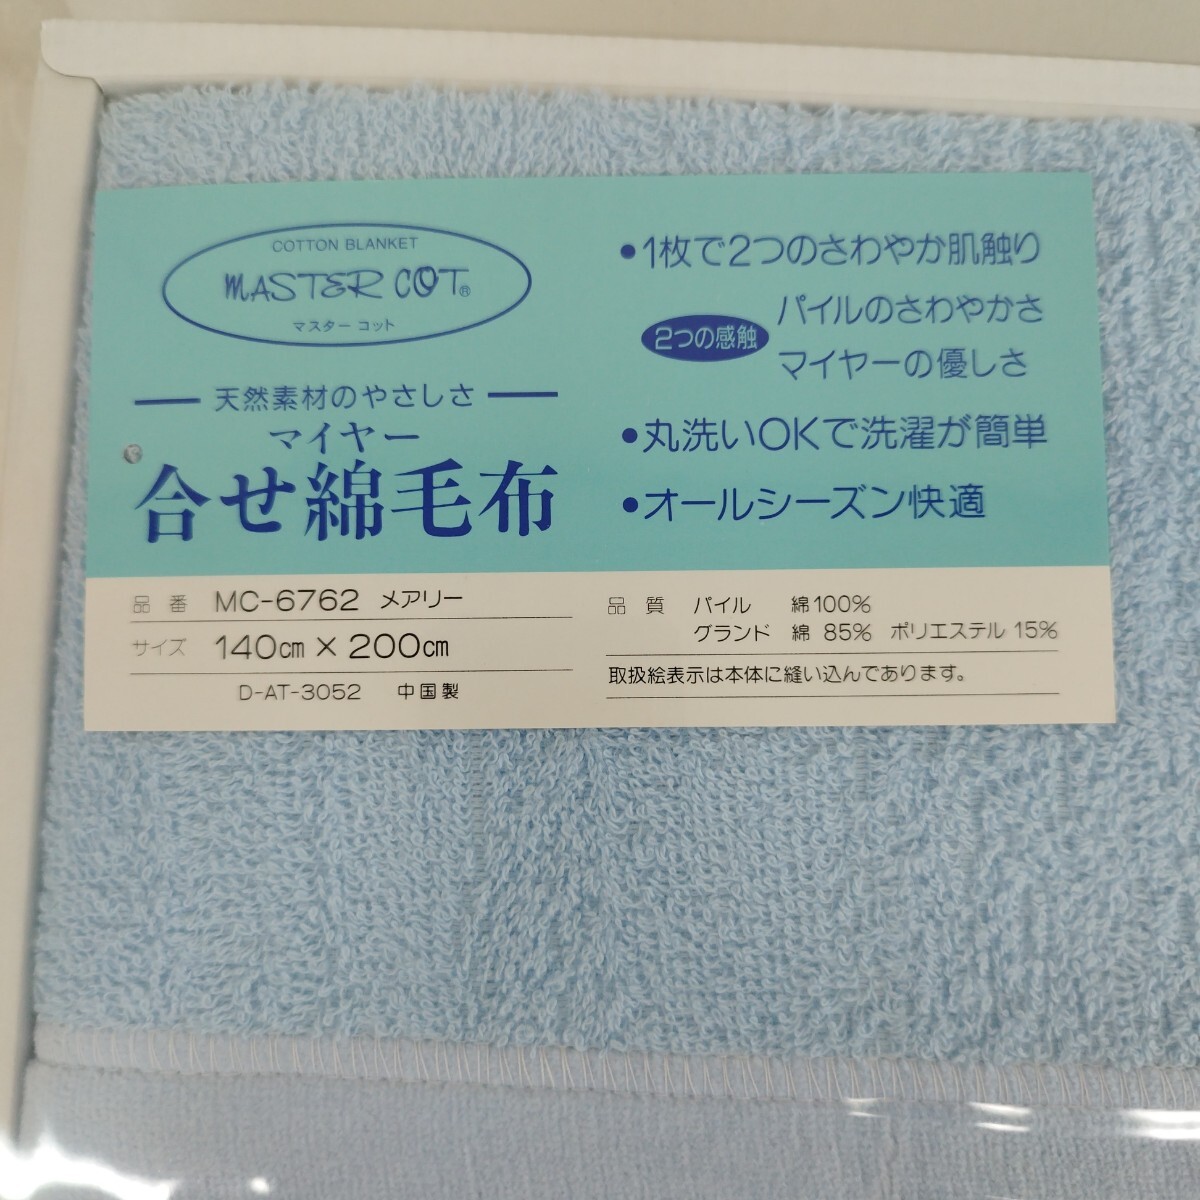 COTTON BLANKET
MASTER COT®
マスター コット
天然素材のやさしさ
マイヤー
合せ綿毛布
•1枚で2つのさわやか肌触り
2つの感触
パイルのさわやかさ
マイヤーの優しさ
•丸洗いOKで洗濯が簡単
•オールシーズン快適
品 番 MC-6762 メアリー
サイズ 140cm × 200cm
D-AT-3052 中国製
品 質 パイル 綿100%
グランド 綿 85% ポリエステル 15%
取扱絵表示は本体に縫い込んであります。